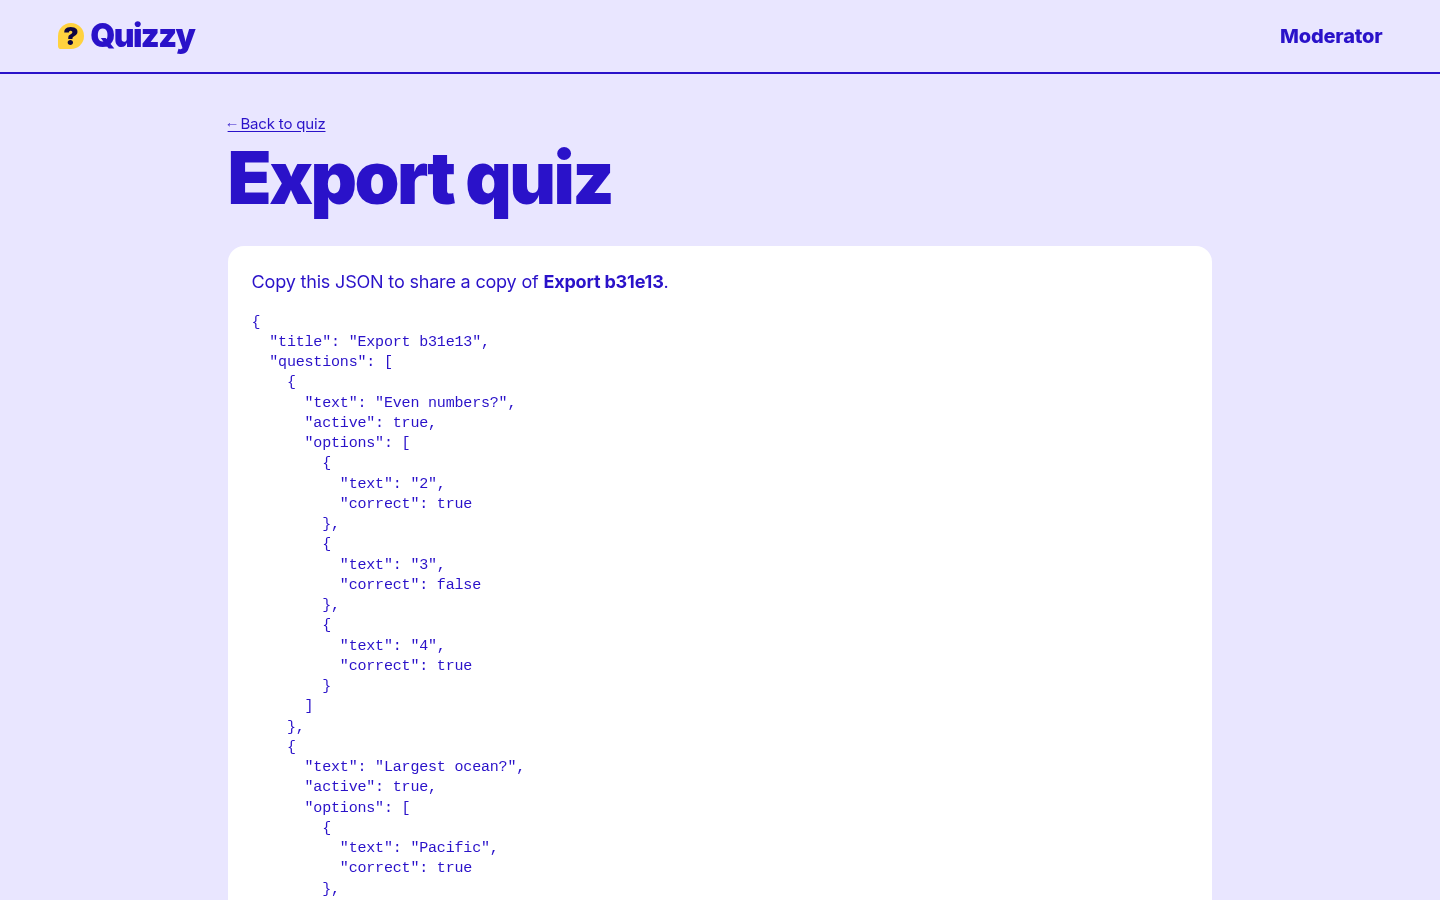 ? Quizzy
Moderator
← Back to quiz
Export quiz
Copy this JSON to share a copy of Export b31e13.
{
  "title": "Export b31e13",
  "questions": [
    {
      "text": "Even numbers?",
      "active": true,
      "options": [
        {
          "text": "2",
          "correct": true
        },
        {
          "text": "3",
          "correct": false
        },
        {
          "text": "4",
          "correct": true
        }
      ]
    },
    {
      "text": "Largest ocean?",
      "active": true,
      "options": [
        {
          "text": "Pacific",
          "correct": true
        },